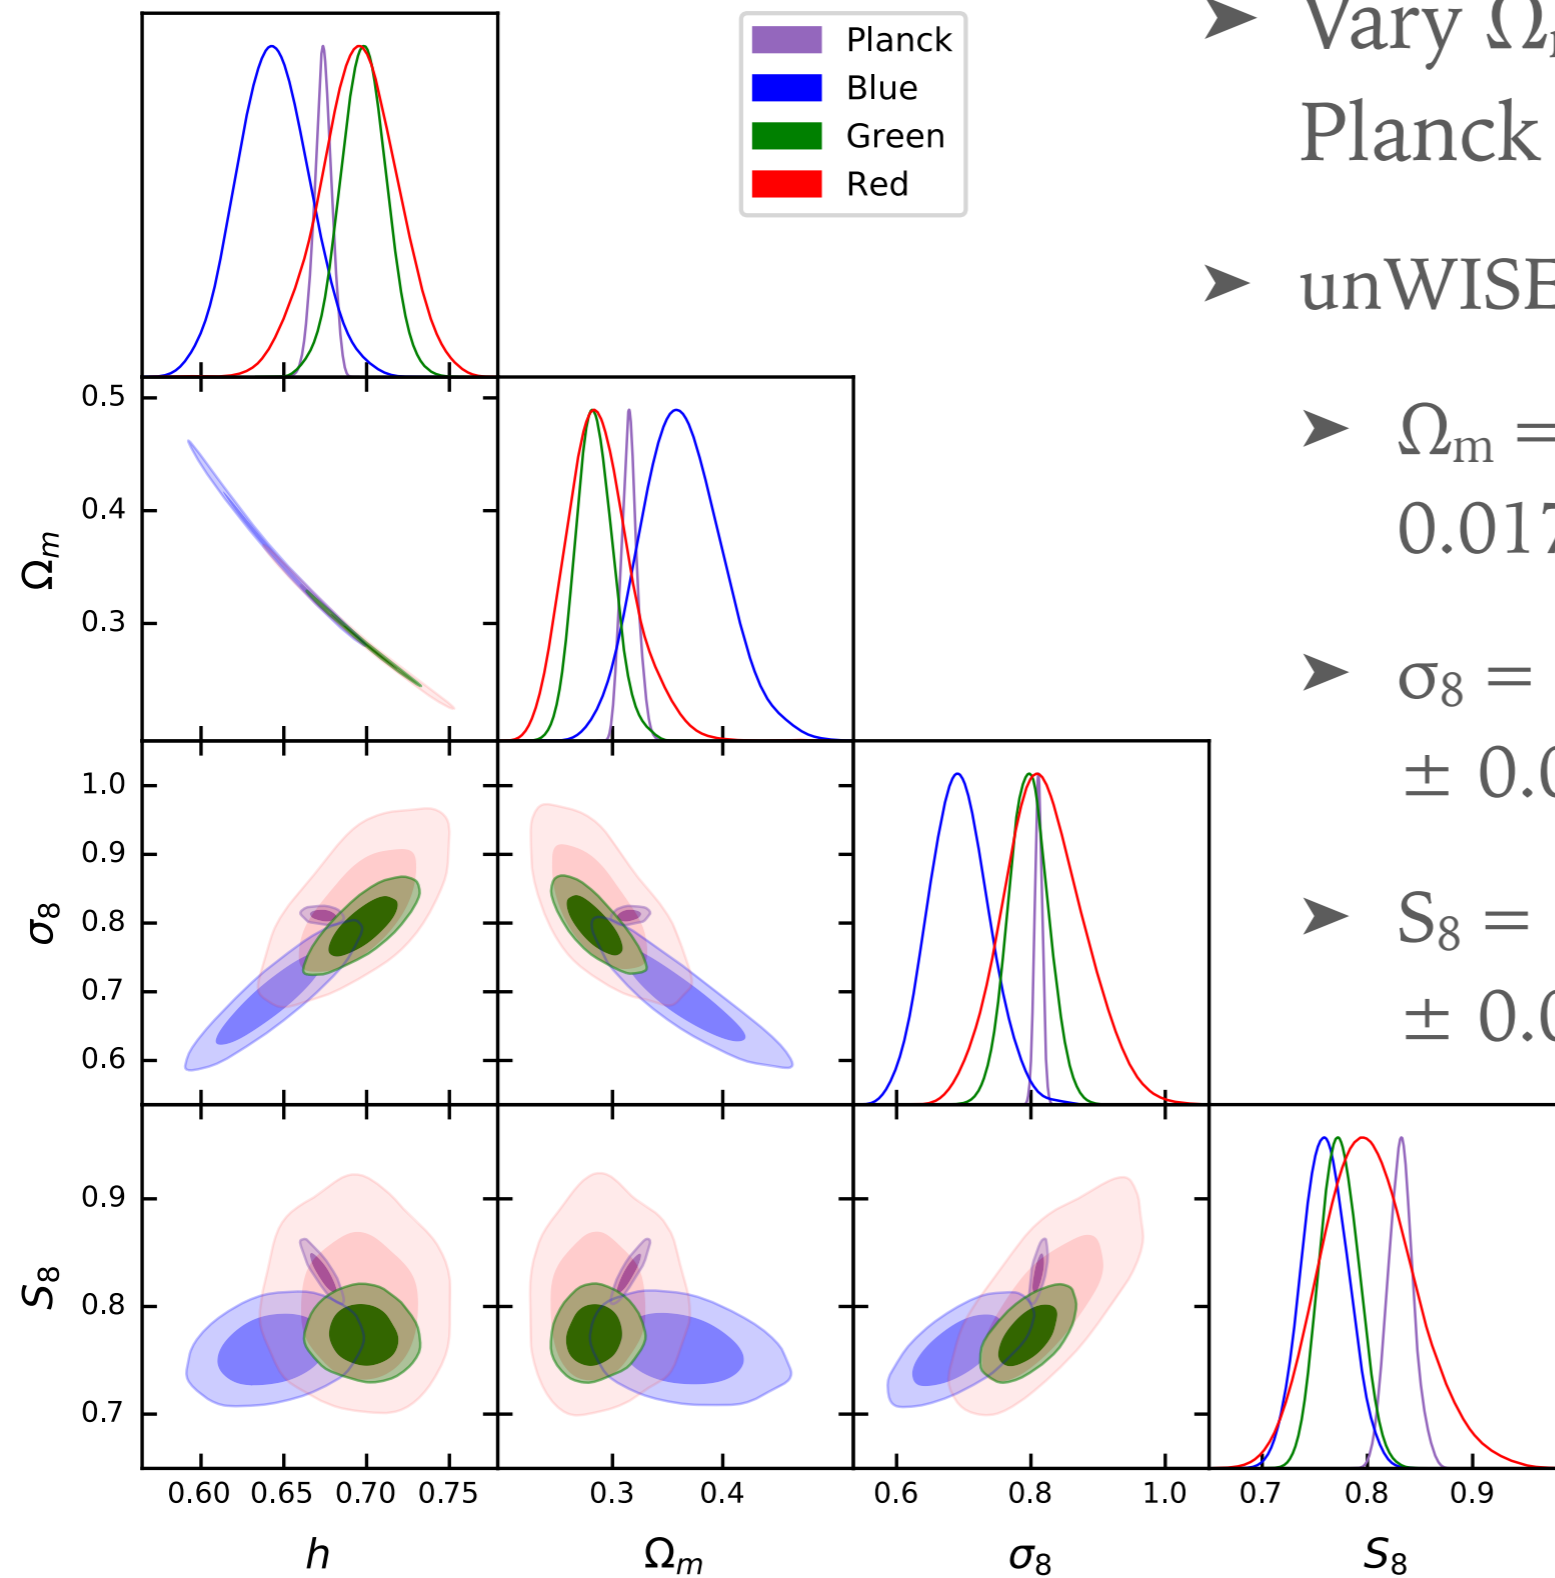 Planck
Blue
Green
Red
➤ Vary Ω
Planck
➤ unWISE
➤ Ωm =
0.017
➤ σ8 =
± 0.0
➤ S8 =
± 0.0
0.5
0.4
0.3
Ωm
1.0
0.9
0.8
0.7
0.6
σ8
0.9
0.8
0.7
S8
0.60 0.65 0.70 0.75
h
0.3 0.4
Ωm
0.6 0.8 1.0
σ8
0.7 0.8 0.9
S8